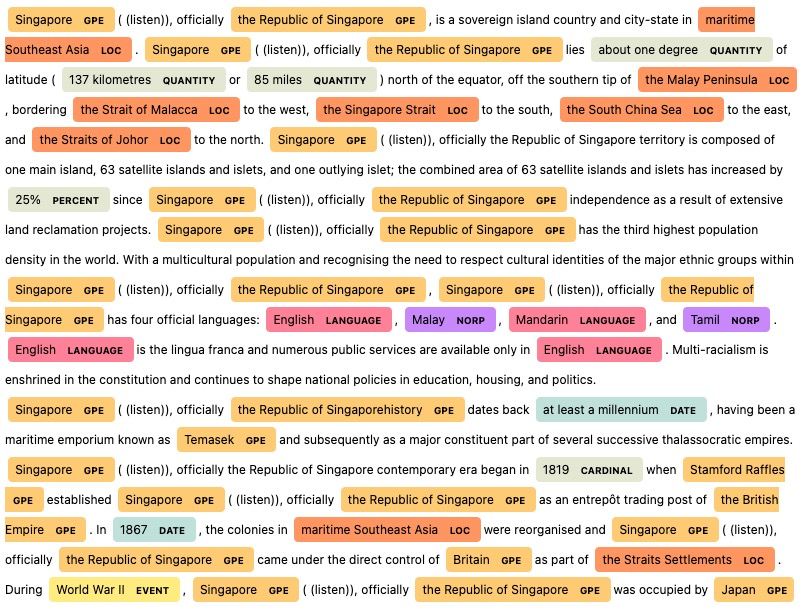 Singapore GPE ( (listen)), officially the Republic of Singapore GPE , is a sovereign island country and city-state in maritime
Southeast Asia LOC . Singapore GPE ( (listen)), officially the Republic of Singapore GPE lies about one degree QUANTITY of
latitude ( 137 kilometres QUANTITY or 85 miles QUANTITY ) north of the equator, off the southern tip of the Malay Peninsula LOC
, bordering the Strait of Malacca LOC to the west, the Singapore Strait LOC to the south, the South China Sea LOC to the east,
and the Straits of Johor LOC to the north. Singapore GPE ( (listen)), officially the Republic of Singapore territory is composed of
one main island, 63 satellite islands and islets, and one outlying islet; the combined area of 63 satellite islands and islets has increased by
25% PERCENT since Singapore GPE ( (listen)), officially the Republic of Singapore GPE independence as a result of extensive
land reclamation projects. Singapore GPE ( (listen)), officially the Republic of Singapore GPE has the third highest population
density in the world. With a multicultural population and recognising the need to respect cultural identities of the major ethnic groups within
Singapore GPE ( (listen)), officially the Republic of Singapore GPE , Singapore GPE ( (listen)), officially the Republic of
Singapore GPE has four official languages: English LANGUAGE , Malay NORP , Mandarin LANGUAGE , and Tamil NORP .
English LANGUAGE is the lingua franca and numerous public services are available only in English LANGUAGE . Multi-racialism is
enshrined in the constitution and continues to shape national policies in education, housing, and politics.
Singapore GPE ( (listen)), officially the Republic of Singaporehistory GPE dates back at least a millennium DATE , having been a
maritime emporium known as Temasek GPE and subsequently as a major constituent part of several successive thalassocratic empires.
Singapore GPE ( (listen)), officially the Republic of Singapore contemporary era began in 1819 CARDINAL when Stamford Raffles
GPE established Singapore GPE ( (listen)), officially the Republic of Singapore GPE as an entrepôt trading post of the British
Empire GPE . In 1867 DATE , the colonies in maritime Southeast Asia LOC were reorganised and Singapore GPE ( (listen)),
officially the Republic of Singapore GPE came under the direct control of Britain GPE as part of the Straits Settlements LOC .
During World War II EVENT , Singapore GPE ( (listen)), officially the Republic of Singapore GPE was occupied by Japan GPE